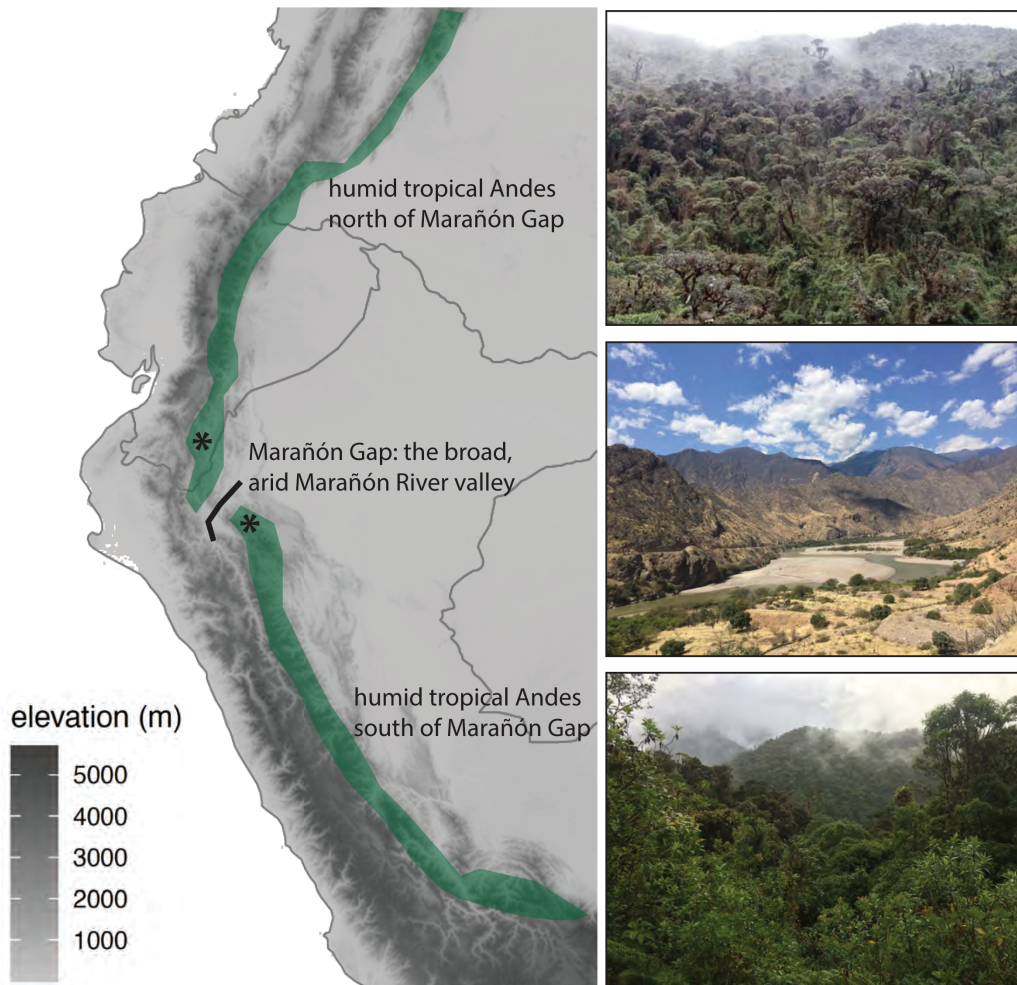 humid tropical Andes
north of Marañón Gap
*
Marañón Gap: the broad,
arid Marañón River valley
*
humid tropical Andes
south of Marañón Gap
elevation (m)
5000
4000
3000
2000
1000